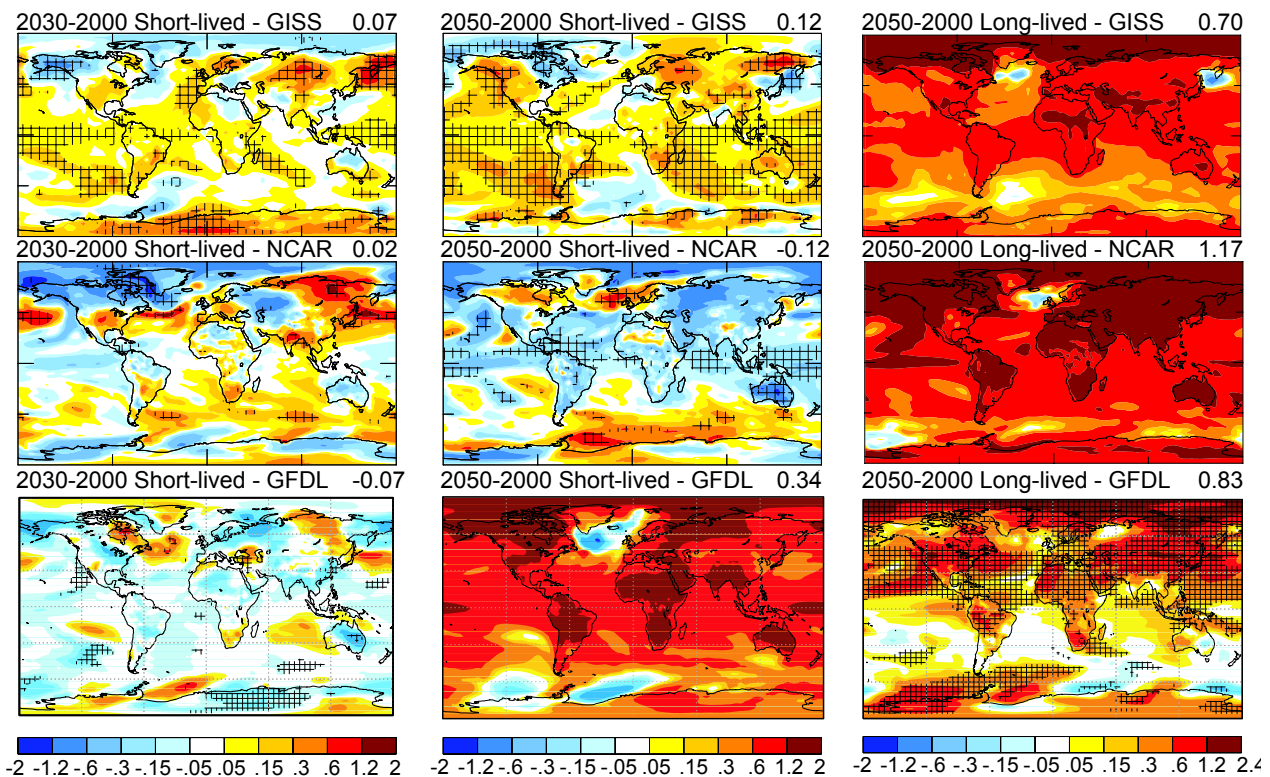 2030-2000 Short-lived - GISS 0.07
2050-2000 Short-lived - GISS 0.12
2050-2000 Long-lived - GISS 0.70
2030-2000 Short-lived - NCAR 0.02
2050-2000 Short-lived - NCAR -0.12
2050-2000 Long-lived - NCAR 1.17
2030-2000 Short-lived - GFDL -0.07
2050-2000 Short-lived - GFDL 0.34
2050-2000 Long-lived - GFDL 0.83
-2 -1.2 -.6 -.3 -.15 -.05 .05 .15 .3 .6 1.2 2
-2 -1.2 -.6 -.3 -.15 -.05 .05 .15 .3 .6 1.2 2
-2 -1.2 -.6 -.3 -.15 -.05 .05 .15 .3 .6 1.2 2.4